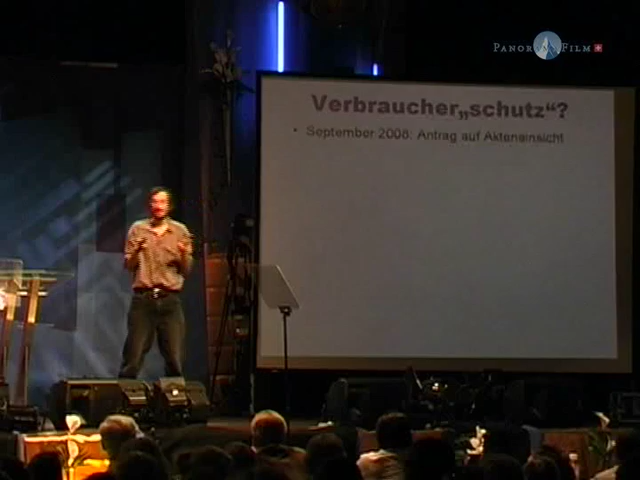 PANORAMA FILM
Verbraucher„schutz“?
• September 2008: Antrag auf Akteneinsicht